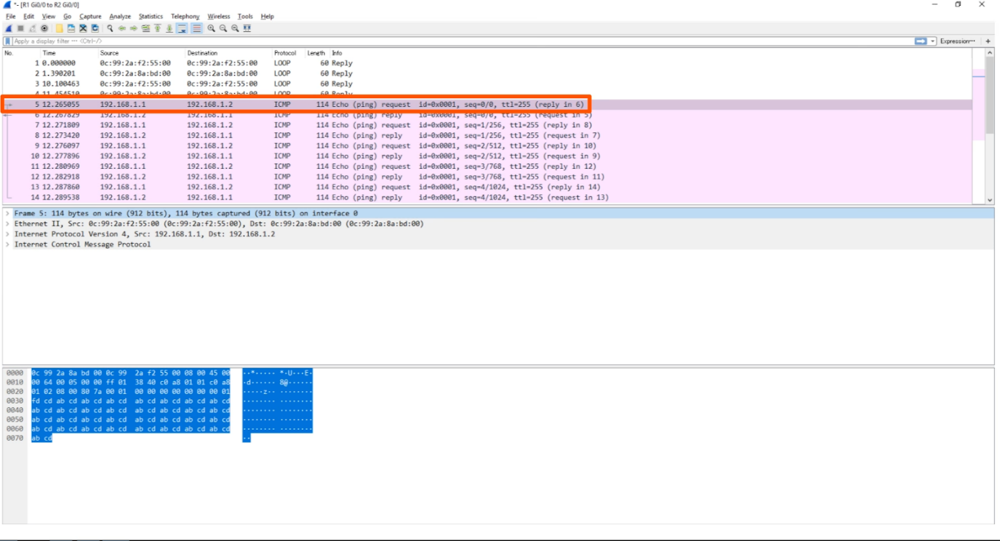 *- [R1 Gi0/0 to R2 Gi0/0]
File Edit View Go Capture Analyze Statistics Telephony Wireless Tools Help
Apply a display filter ··· <Ctrl-/>
Expression··· +
No. Time Source Destination Protocol Length Info
1 0.000000 0c:99:2a:f2:55:00 0c:99:2a:f2:55:00 LOOP 60 Reply
2 1.390201 0c:99:2a:8a:bd:00 0c:99:2a:8a:bd:00 LOOP 60 Reply
3 10.100463 0c:99:2a:f2:55:00 0c:99:2a:f2:55:00 LOOP 60 Reply
4 11.454510 0c:99:2a:8a:bd:00 0c:99:2a:8a:bd:00 LOOP 60 Reply
5 12.265055 192.168.1.1 192.168.1.2 ICMP 114 Echo (ping) request id=0x0001, seq=0/0, ttl=255 (reply in 6)
6 12.267829 192.168.1.2 192.168.1.1 ICMP 114 Echo (ping) reply id=0x0001, seq=0/0, ttl=255 (request in 5)
7 12.271809 192.168.1.1 192.168.1.2 ICMP 114 Echo (ping) request id=0x0001, seq=1/256, ttl=255 (reply in 8)
8 12.273420 192.168.1.2 192.168.1.1 ICMP 114 Echo (ping) reply id=0x0001, seq=1/256, ttl=255 (request in 7)
9 12.276097 192.168.1.1 192.168.1.2 ICMP 114 Echo (ping) request id=0x0001, seq=2/512, ttl=255 (reply in 10)
10 12.277896 192.168.1.2 192.168.1.1 ICMP 114 Echo (ping) reply id=0x0001, seq=2/512, ttl=255 (request in 9)
11 12.280969 192.168.1.1 192.168.1.2 ICMP 114 Echo (ping) request id=0x0001, seq=3/768, ttl=255 (reply in 12)
12 12.282918 192.168.1.2 192.168.1.1 ICMP 114 Echo (ping) reply id=0x0001, seq=3/768, ttl=255 (request in 11)
13 12.287860 192.168.1.1 192.168.1.2 ICMP 114 Echo (ping) request id=0x0001, seq=4/1024, ttl=255 (reply in 14)
14 12.289538 192.168.1.2 192.168.1.1 ICMP 114 Echo (ping) reply id=0x0001, seq=4/1024, ttl=255 (request in 13)
> Frame 5: 114 bytes on wire (912 bits), 114 bytes captured (912 bits) on interface 0
> Ethernet II, Src: 0c:99:2a:f2:55:00 (0c:99:2a:f2:55:00), Dst: 0c:99:2a:8a:bd:00 (0c:99:2a:8a:bd:00)
> Internet Protocol Version 4, Src: 192.168.1.1, Dst: 192.168.1.2
> Internet Control Message Protocol
0000 0c 99 2a 8a bd 00 0c 99 2a f2 55 00 08 00 45 00 ··*····· *·U···E·
0010 00 64 00 05 00 00 ff 01 38 40 c0 a8 01 01 c0 a8 ·d······ 8@······
0020 01 02 08 00 80 7a 00 01 00 00 00 00 00 00 00 01 ·····z·· ········
0030 fd cd ab cd ab cd ab cd ab cd ab cd ab cd ab cd ········ ········
0040 ab cd ab cd ab cd ab cd ab cd ab cd ab cd ab cd ········ ········
0050 ab cd ab cd ab cd ab cd ab cd ab cd ab cd ab cd ········ ········
0060 ab cd ab cd ab cd ab cd ab cd ab cd ab cd ab cd ········ ········
0070 ab cd ··